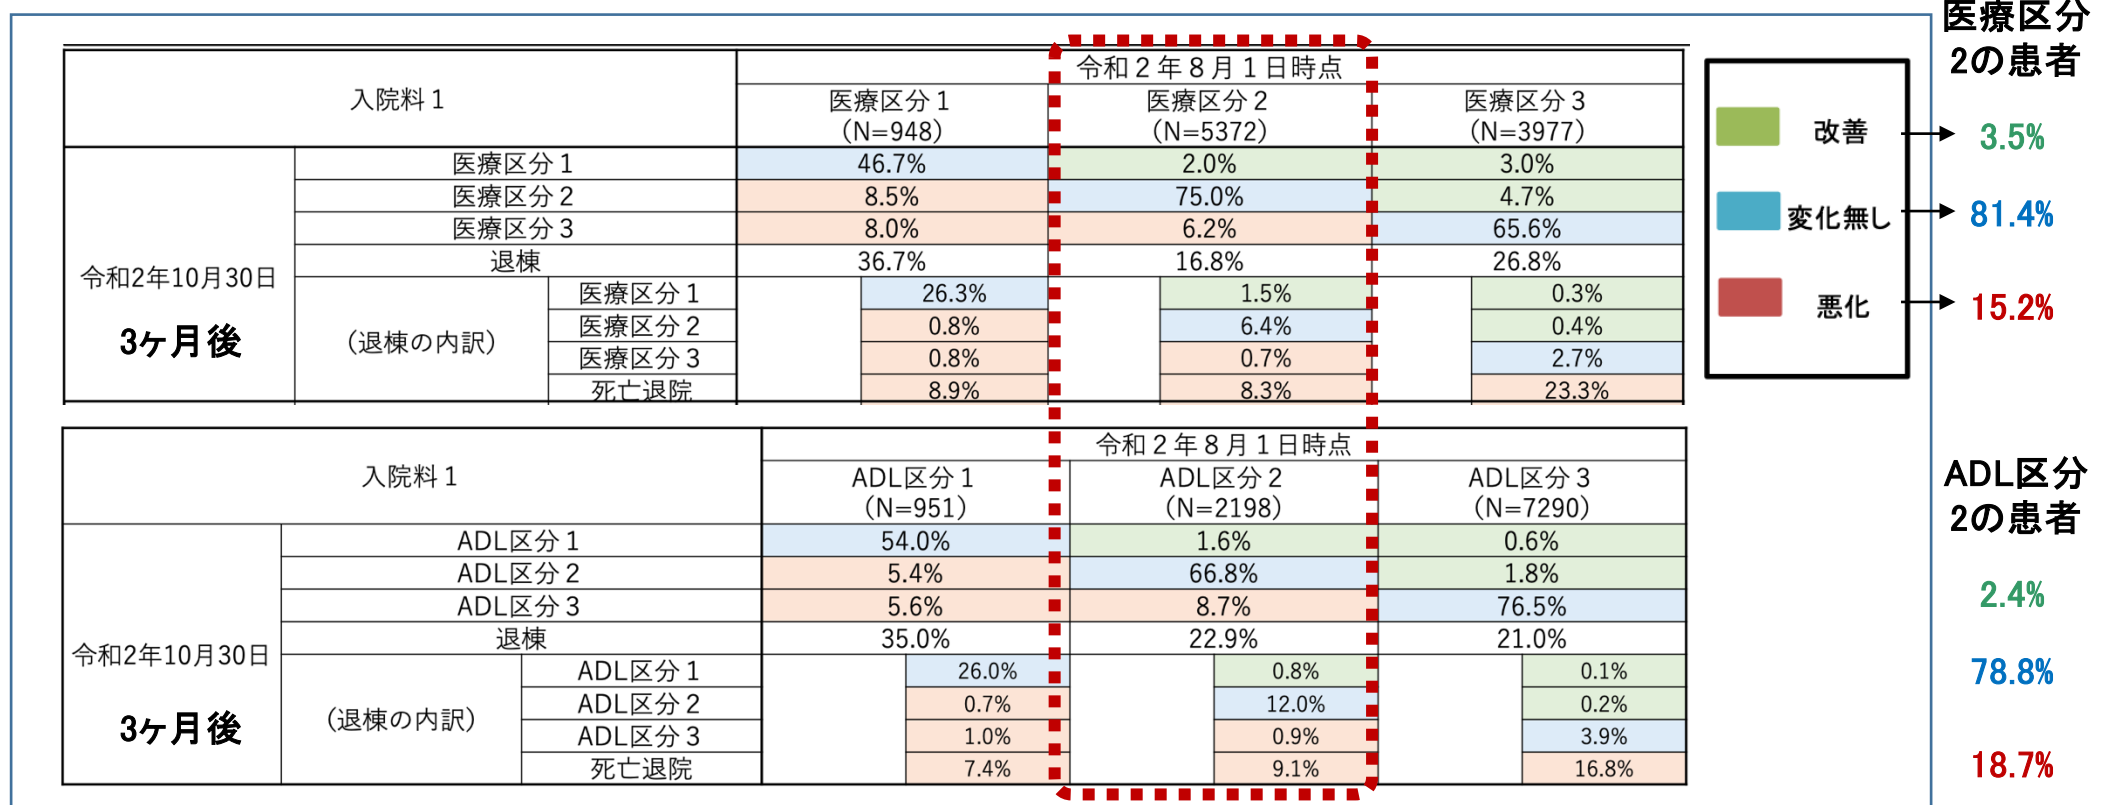 入院料１
令和２年８月１日時点
医療区分１
（N=948）
医療区分２
（N=5372）
医療区分３
（N=3977）
令和2年10月30日
3ヶ月後
医療区分１ 46.7% 2.0% 3.0%
医療区分２ 8.5% 75.0% 4.7%
医療区分３ 8.0% 6.2% 65.6%
退棟 36.7% 16.8% 26.8%
（退棟の内訳）
医療区分１ 26.3% 1.5% 0.3%
医療区分２ 0.8% 6.4% 0.4%
医療区分３ 0.8% 0.7% 2.7%
死亡退院 8.9% 8.3% 23.3%
改善
変化無し
悪化
医療区分
2の患者
3.5%
81.4%
15.2%
入院料１
令和２年８月１日時点
ADL区分１
（N=951）
ADL区分２
（N=2198）
ADL区分３
（N=7290）
令和2年10月30日
3ヶ月後
ADL区分１ 54.0% 1.6% 0.6%
ADL区分２ 5.4% 66.8% 1.8%
ADL区分３ 5.6% 8.7% 76.5%
退棟 35.0% 22.9% 21.0%
（退棟の内訳）
ADL区分１ 26.0% 0.8% 0.1%
ADL区分２ 0.7% 12.0% 0.2%
ADL区分３ 1.0% 0.9% 3.9%
死亡退院 7.4% 9.1% 16.8%
ADL区分
2の患者
2.4%
78.8%
18.7%